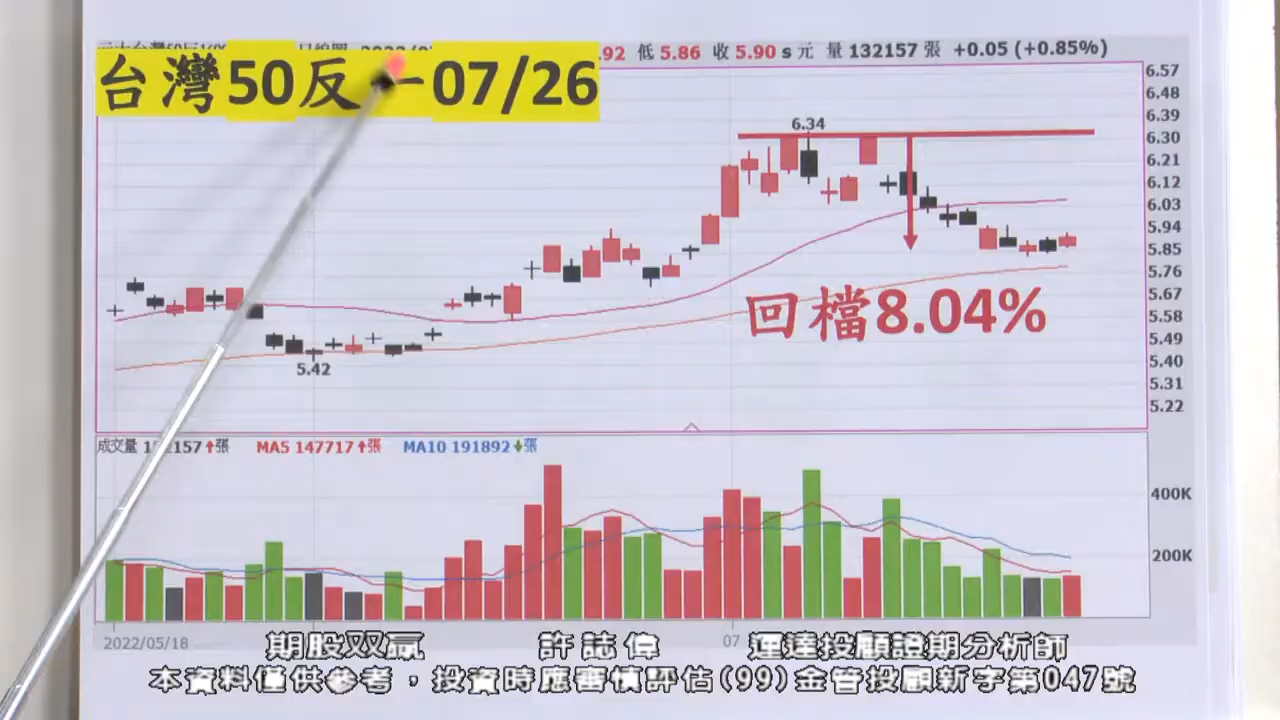 .92 低 5.86 收 5.90 s 元 量 132157 張 +0.05 (+0.85%)
台灣50反一07/26
6.57
6.48
6.39
6.34
6.30
6.21
6.12
6.03
5.94
5.85
5.76
5.67
回檔8.04%
5.58
5.49
5.40
5.42
5.31
5.22
成交量 157↑張 MA5 147717↑張 MA10 191892↓張
400K
200K
2022/05/18
07
期股双贏 許誌偉 運達投顧證期分析師
本資料僅供參考，投資時應審慎評估(99)金管投顧新字第047號